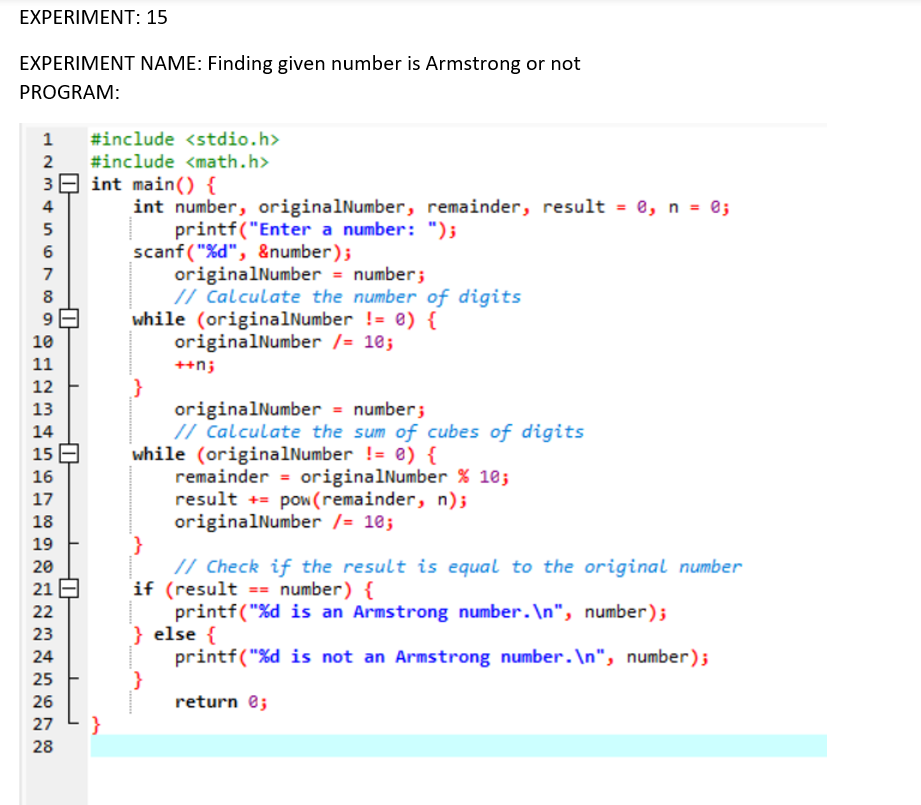 EXPERIMENT: 15
EXPERIMENT NAME: Finding given number is Armstrong or not
PROGRAM:
1 #include <stdio.h>
2 #include <math.h>
3 int main() {
4 int number, originalNumber, remainder, result = 0, n = 0;
5 printf("Enter a number: ");
6 scanf("%d", &number);
7 originalNumber = number;
8 // Calculate the number of digits
9 while (originalNumber != 0) {
10 originalNumber /= 10;
11 ++n;
12 }
13 originalNumber = number;
14 // Calculate the sum of cubes of digits
15 while (originalNumber != 0) {
16 remainder = originalNumber % 10;
17 result += pow(remainder, n);
18 originalNumber /= 10;
19 }
20 // Check if the result is equal to the original number
21 if (result == number) {
22 printf("%d is an Armstrong number.\n", number);
23 } else {
24 printf("%d is not an Armstrong number.\n", number);
25 }
26 return 0;
27 }
28